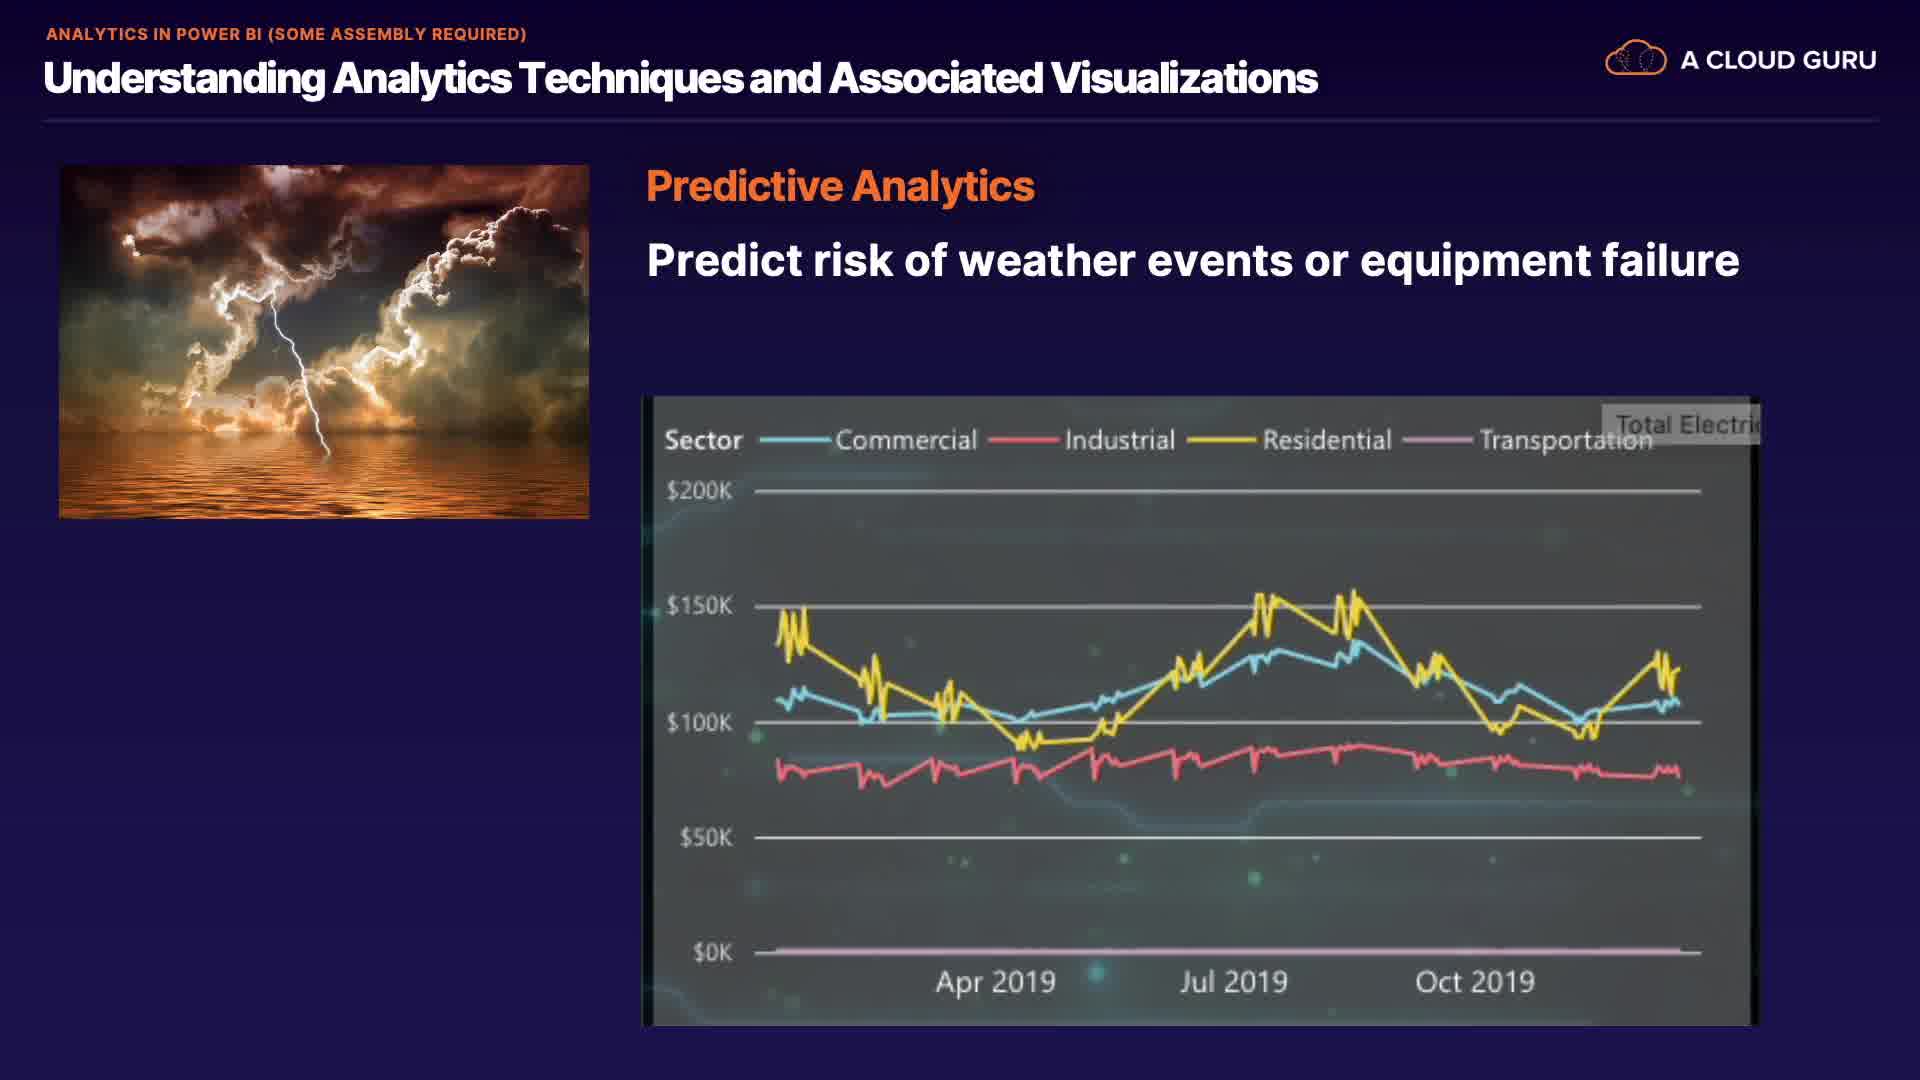 ANALYTICS IN POWER BI (SOME ASSEMBLY REQUIRED)
Understanding Analytics Techniques and Associated Visualizations
A CLOUD GURU
Predictive Analytics
Predict risk of weather events or equipment failure
Total Electric
Sector Commercial Industrial Residential Transportation
$200K
$150K
$100K
$50K
$0K
Apr 2019 Jul 2019 Oct 2019